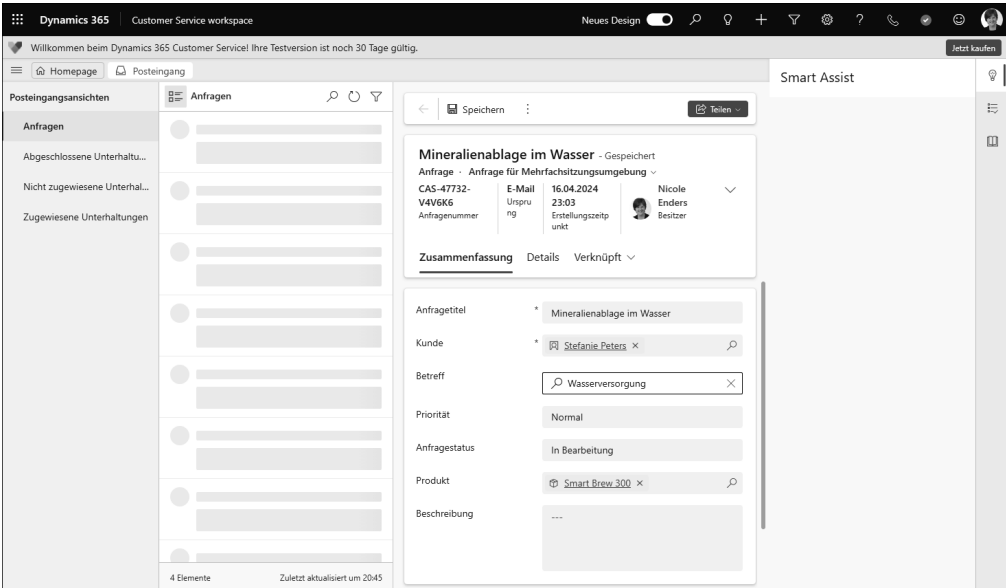 Dynamics 365 Customer Service workspace Neues Design
Willkommen beim Dynamics 365 Customer Service! Ihre Testversion ist noch 30 Tage gültig. Jetzt kaufen
Homepage Posteingang
Smart Assist
Posteingangsansichten
Anfragen
Abgeschlossene Unterhaltu...
Nicht zugewiesene Unterhal...
Zugewiesene Unterhaltungen
Anfragen
4 Elemente Zuletzt aktualisiert um 20:45
Speichern Teilen
Mineralienablage im Wasser - Gespeichert
Anfrage · Anfrage für Mehrfachsitzungsumgebung
CAS-47732-
V4V6K6
Anfragenummer
E-Mail
Urspru
ng
16.04.2024
23:03
Erstellungszeitp
unkt
Nicole
Enders
Besitzer
Zusammenfassung Details Verknüpft
Anfragetitel * Mineralienablage im Wasser
Kunde * Stefanie Peters
Betreff Wasserversorgung
Priorität Normal
Anfragestatus In Bearbeitung
Produkt Smart Brew 300
Beschreibung ---